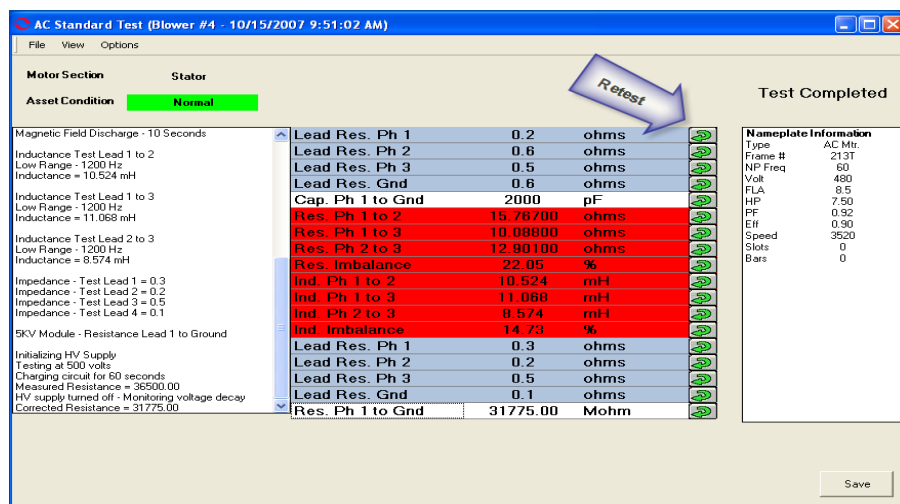 AC Standard Test (Blower #4 - 10/15/2007 9:51:02 AM)
File View Options
Motor Section Stator
Asset Condition Normal
Retest
Test Completed
Magnetic Field Discharge - 10 Seconds
Inductance Test Lead 1 to 2
Low Range - 1200 Hz
Inductance = 10.524 mH
Inductance Test Lead 1 to 3
Low Range - 1200 Hz
Inductance = 11.068 mH
Inductance Test Lead 2 to 3
Low Range - 1200 Hz
Inductance = 8.574 mH
Impedance - Test Lead 1 = 0.3
Impedance - Test Lead 2 = 0.2
Impedance - Test Lead 3 = 0.5
Impedance - Test Lead 4 = 0.1
5KV Module - Resistance Lead 1 to Ground
Initializing HV Supply
Testing at 500 volts
Charging circuit for 60 seconds
Measured Resistance = 36500.00
HV supply turned off - Monitoring voltage decay
Corrected Resistance = 31775.00
Lead Res. Ph 1 0.2 ohms
Lead Res. Ph 2 0.6 ohms
Lead Res. Ph 3 0.5 ohms
Lead Res. Gnd 0.6 ohms
Cap. Ph 1 to Gnd 2000 pF
Res. Ph 1 to 2 15.76700 ohms
Res. Ph 1 to 3 10.08800 ohms
Res. Ph 2 to 3 12.90100 ohms
Res. Imbalance 22.05 %
Ind. Ph 1 to 2 10.524 mH
Ind. Ph 1 to 3 11.068 mH
Ind. Ph 2 to 3 8.574 mH
Ind. Imbalance 14.73 %
Lead Res. Ph 1 0.3 ohms
Lead Res. Ph 2 0.2 ohms
Lead Res. Ph 3 0.5 ohms
Lead Res. Gnd 0.1 ohms
Res. Ph 1 to Gnd 31775.00 Mohm
Nameplate Information
Type AC Mtr.
Frame # 213T
NP Freq 60
Volt 480
FLA 8.5
HP 7.50
PF 0.92
Eff 0.90
Speed 3520
Slots 0
Bars 0
Save